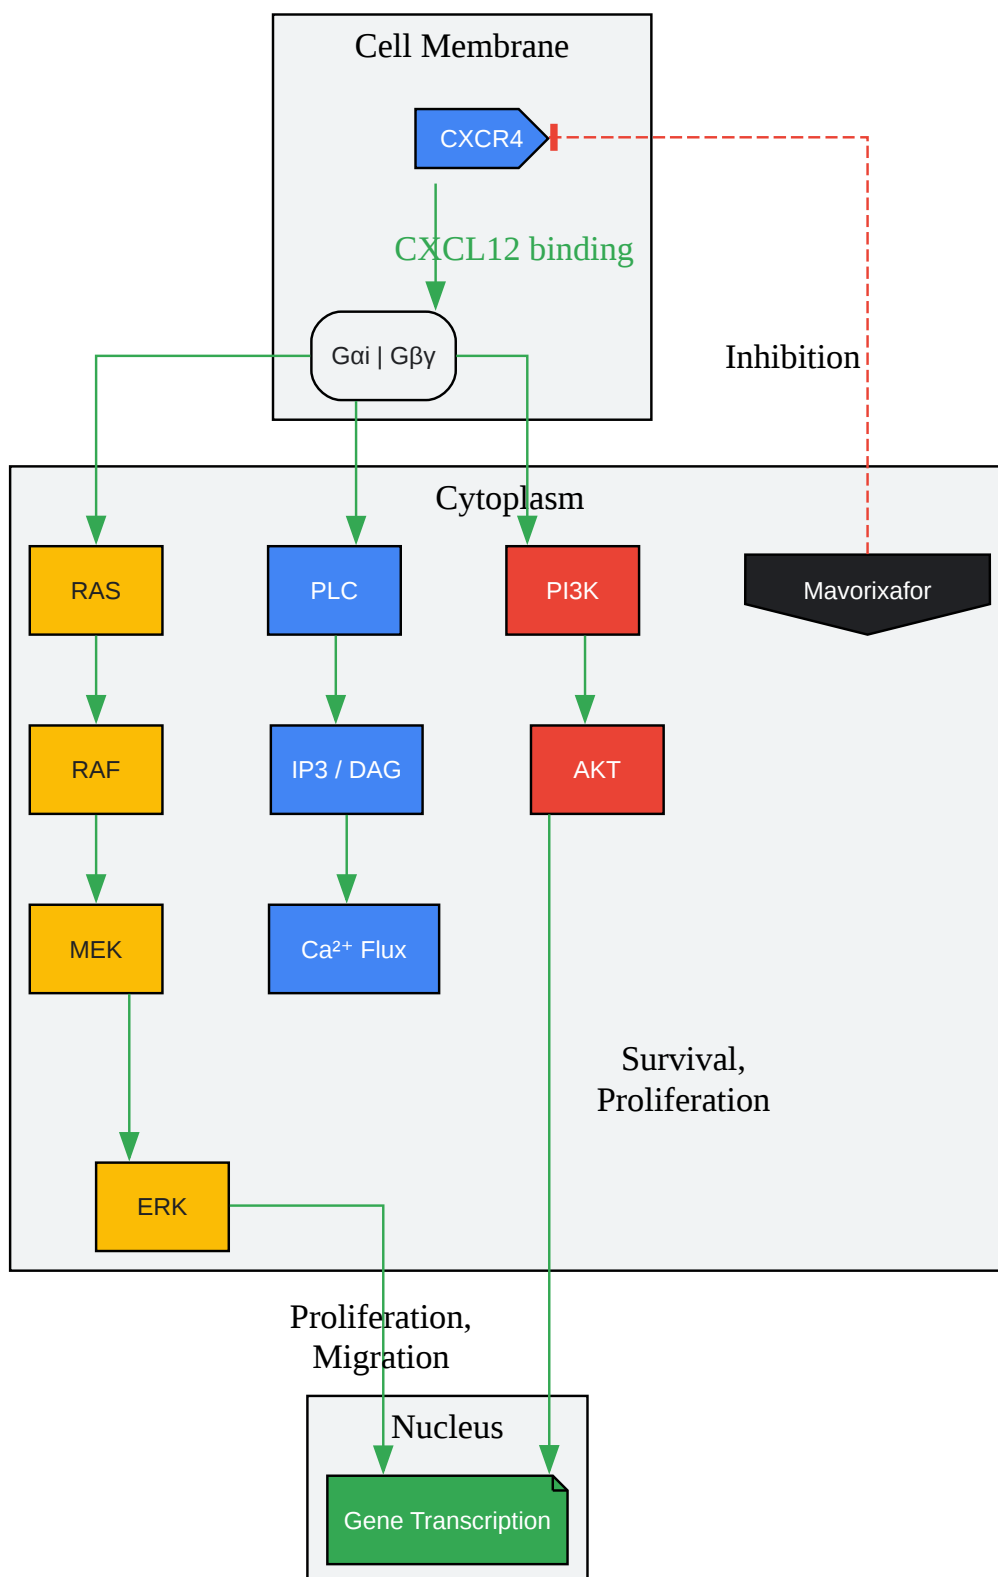 Cell Membrane
CXCR4
CXCL12 binding
Gαi | Gβγ
Inhibition
Cytoplasm
RAS
PLC
PI3K
Mavorixafor
RAF
IP3 / DAG
AKT
MEK
Ca²⁺ Flux
Survival,
Proliferation
ERK
Proliferation,
Migration
Nucleus
Gene Transcription